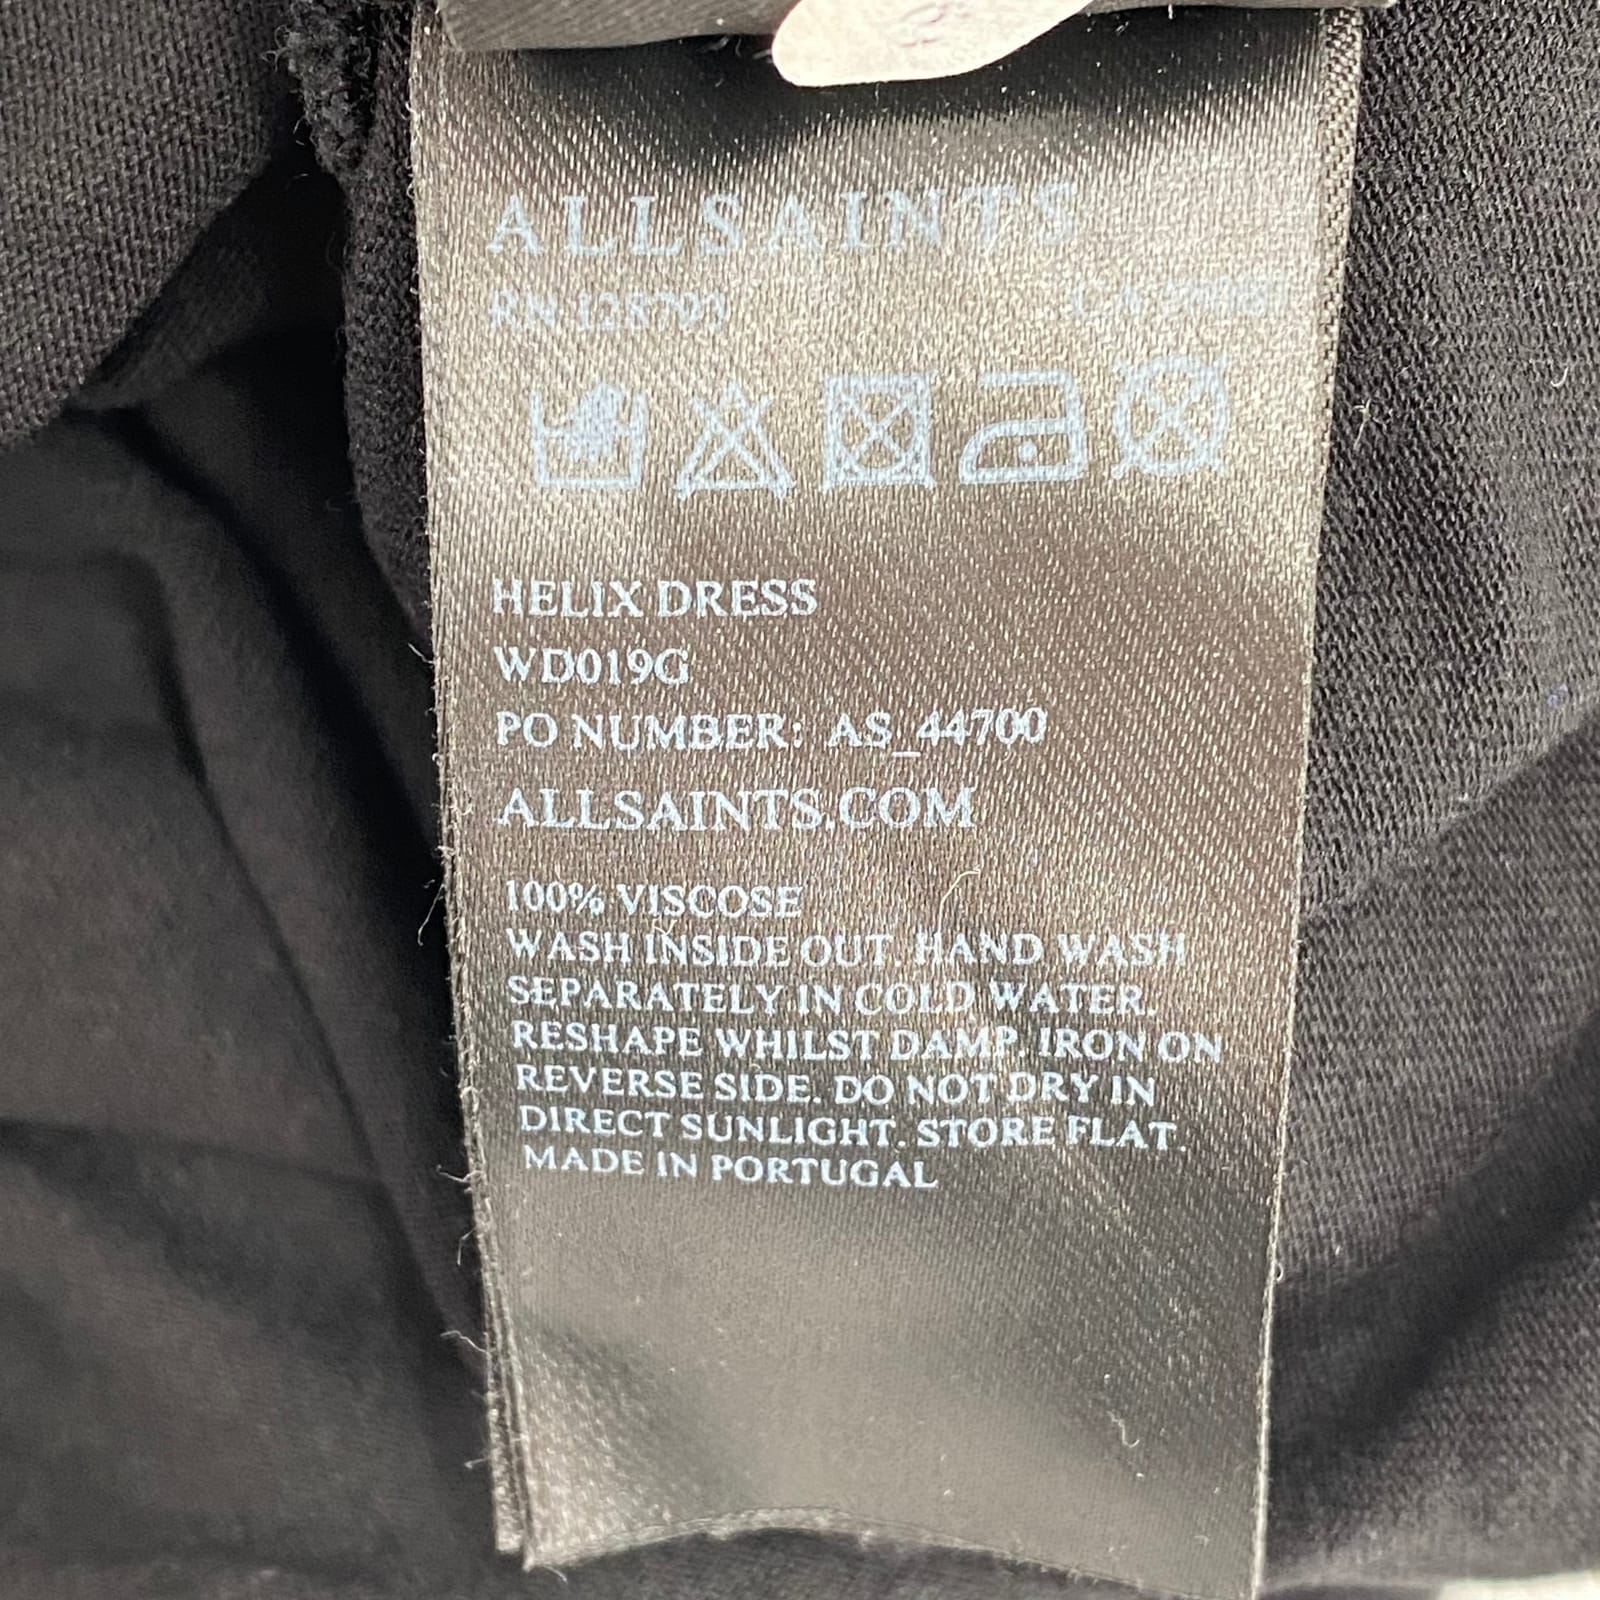 ALLSAINTS
RN 128793
HELIX DRESS
WD019G
PO NUMBER: AS_44700
ALLSAINTS.COM
100% VISCOSE
WASH INSIDE OUT. HAND WASH
SEPARATELY IN COLD WATER.
RESHAPE WHILST DAMP. IRON ON
REVERSE SIDE. DO NOT DRY IN
DIRECT SUNLIGHT. STORE FLAT.
MADE IN PORTUGAL